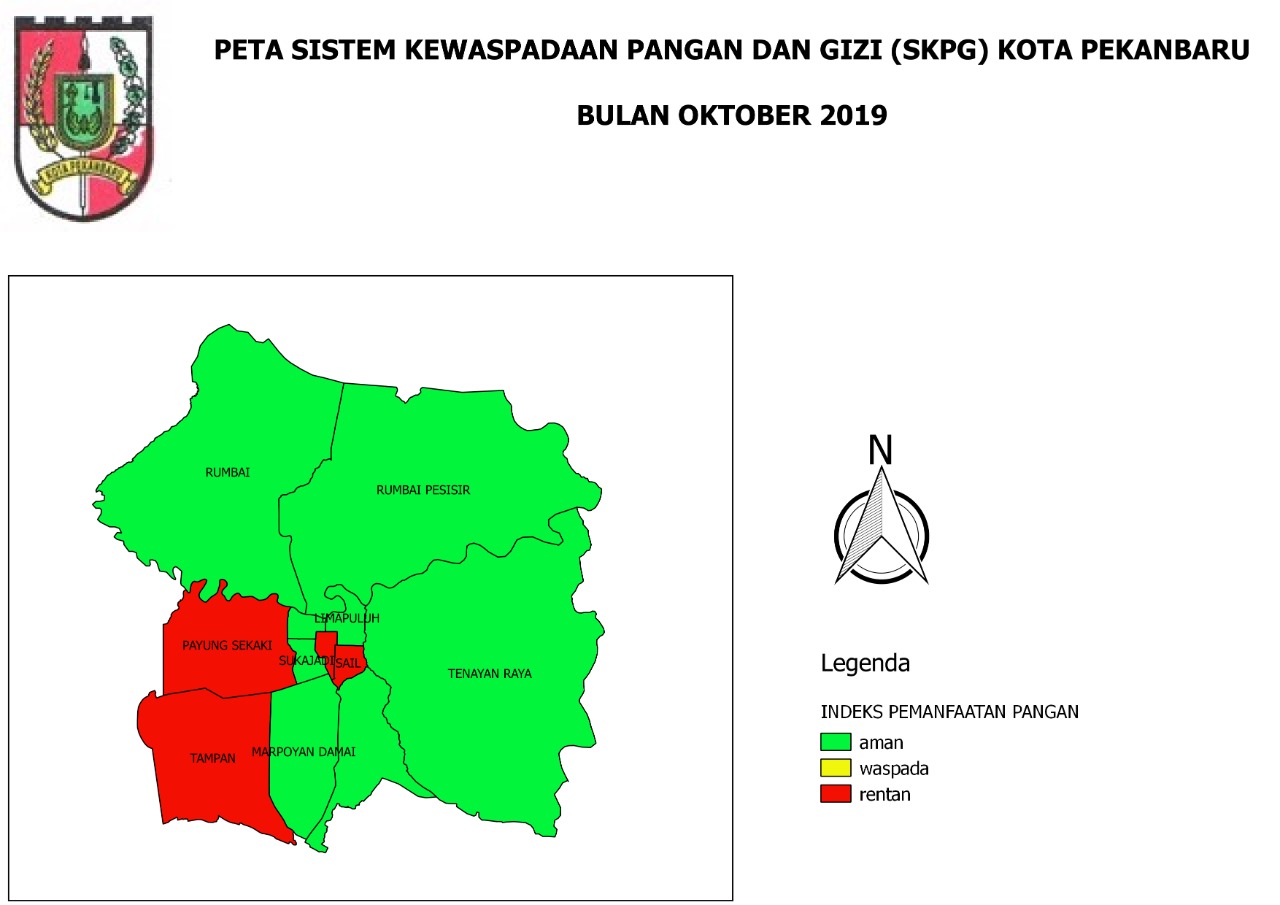 PETA SISTEM KEWASPADAAN PANGAN DAN GIZI (SKPG) KOTA PEKANBARU
BULAN OKTOBER 2019
KOTA PEKANBARU
RUMBAI
RUMBAI PESISIR
LIMAPULUH
PAYUNG SEKAKI
SUKAJADI
SAIL
TENAYAN RAYA
TAMPAN
MARPOYAN DAMAI
N
Legenda
INDEKS PEMANFAATAN PANGAN
aman
waspada
rentan